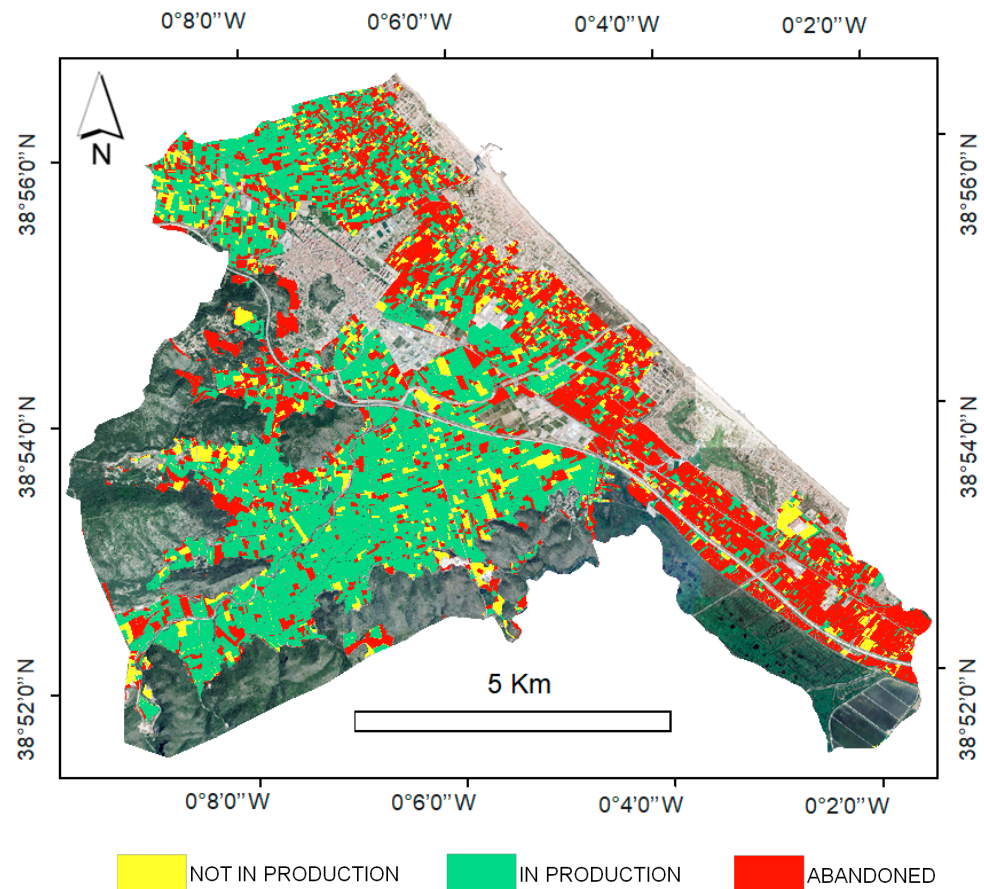 0°8'0''W 0°6'0''W 0°4'0''W 0°2'0''W
N
38°56'0'' N
38°56'0'' N
38°54'0'' N
38°54'0'' N
38°52'0'' N
38°52'0'' N
5 Km
0°8'0''W 0°6'0''W 0°4'0''W 0°2'0''W
NOT IN PRODUCTION IN PRODUCTION ABANDONED